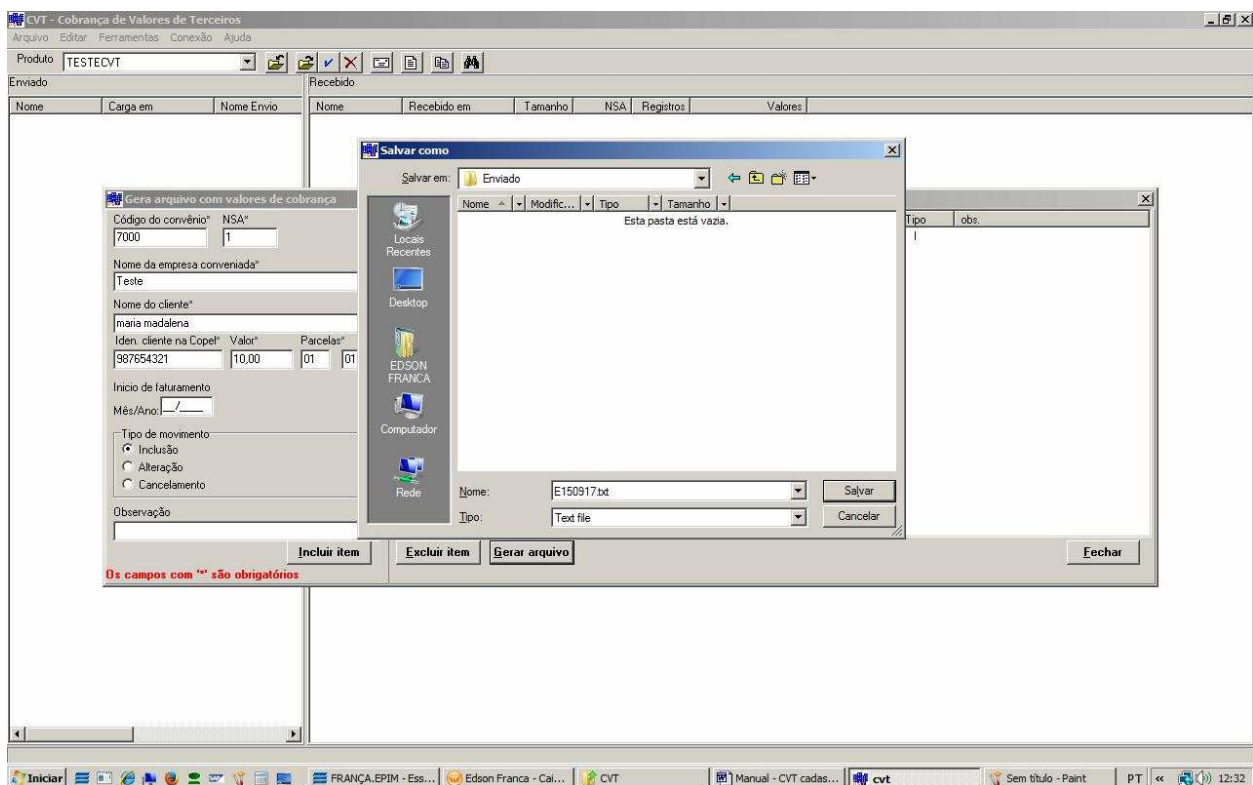 CVT - Cobrança de Valores de Terceiros
Arquivo Editar Ferramentas Conexão Ajuda
Produto TESTECVT
Enviado Recebido
Nome Carga em Nome Envio Nome Recebido em Tamanho NSA Registros Valores
Salvar como
Salvar em: Enviado
Nome Modific... Tipo Tamanho
Esta pasta está vazia.
Locais Recentes
Desktop
EDSON FRANCA
Computador
Rede
Nome: E150917.txt
Tipo: Text file
Salvar
Cancelar
Gera arquivo com valores de cobrança
Código do convênio* NSA*
7000 1
Nome da empresa conveniada*
Teste
Nome do cliente*
maria madalena
Iden. cliente na Copel* Valor* Parcelas*
987654321 10,00 01 01
Inicio de faturamento
Mês/Ano: __/____
Tipo de movimento
Inclusão
Alteração
Cancelamento
Observação
Tipo obs.
I
Incluir item Excluir item Gerar arquivo Fechar
Os campos com '*' são obrigatórios
Iniciar FRANÇA.EPIM - Ess... Edson Franca - Cai... CVT Manual - CVT cadas... cvt Sem título - Paint PT « 12:32